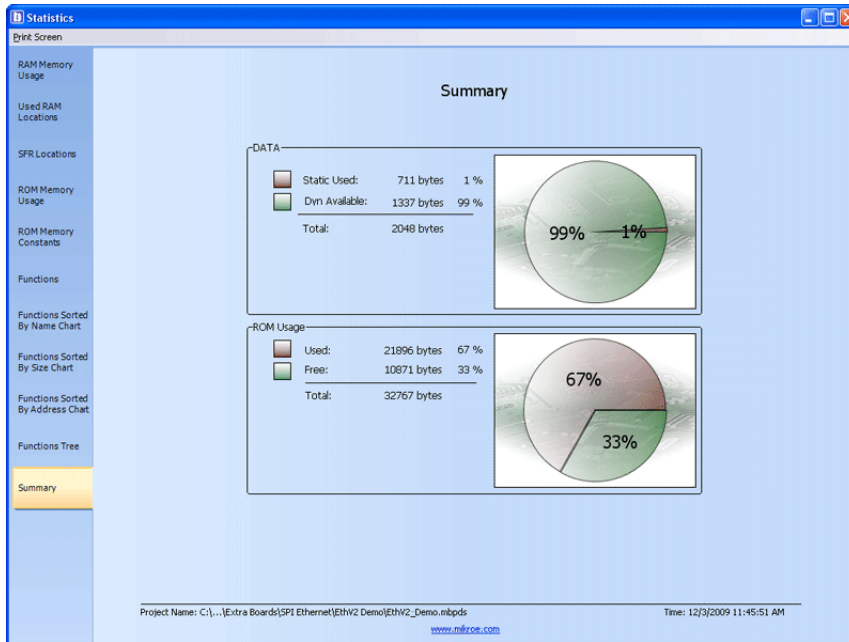 Statistics
Print Screen
RAM Memory
Usage
Used RAM
Locations
SFR Locations
ROM Memory
Usage
ROM Memory
Constants
Functions
Functions Sorted
By Name Chart
Functions Sorted
By Size Chart
Functions Sorted
By Address Chart
Functions Tree
Summary
Summary
DATA
Static Used: 711 bytes 1 %
Dyn Available: 1337 bytes 99 %
Total: 2048 bytes
99% 1%
ROM Usage
Used: 21896 bytes 67 %
Free: 10871 bytes 33 %
Total: 32767 bytes
67%
33%
Project Name: C:\...\Extra Boards\SPI Ethernet\EthV2 Demo\EthV2_Demo.mbpds
Time: 12/3/2009 11:45:51 AM
www.mikroe.com